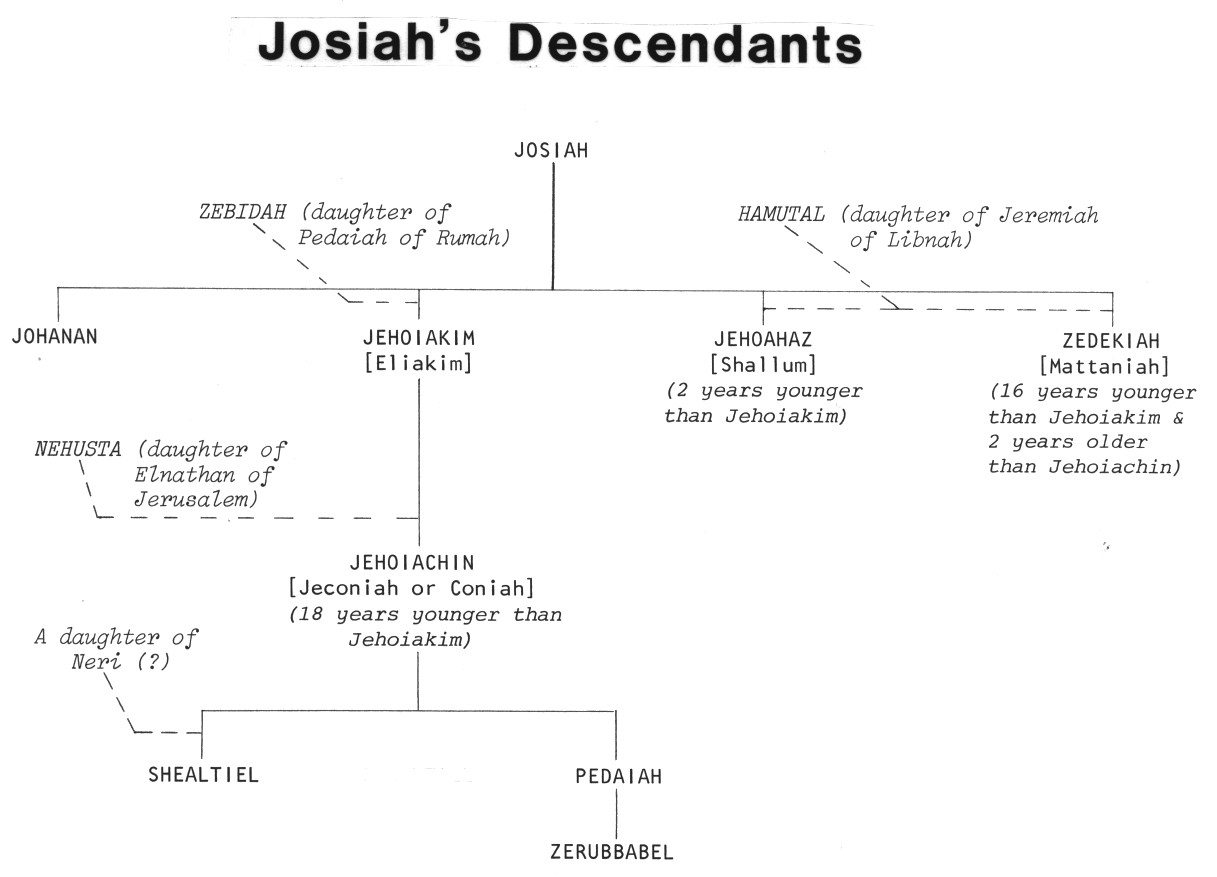 Josiah's Descendants
JOSIAH
ZEBIDAH (daughter of
Pedaiah of Rumah)
HAMUTAL (daughter of Jeremiah
of Libnah)
JOHANAN
JEHOIAKIM
[Eliakim]
JEHOAHAZ
[Shallum]
(2 years younger
than Jehoiakim)
ZEDEKIAH
[Mattaniah]
(16 years younger
than Jehoiakim &
2 years older
than Jehoiachin)
NEHUSTA (daughter of
Elnathan of
Jerusalem)
JEHOIACHIN
[Jeconiah or Coniah]
(18 years younger than
Jehoiakim)
A daughter of
Neri (?)
SHEALTIEL
PEDAIAH
ZERUBBABEL